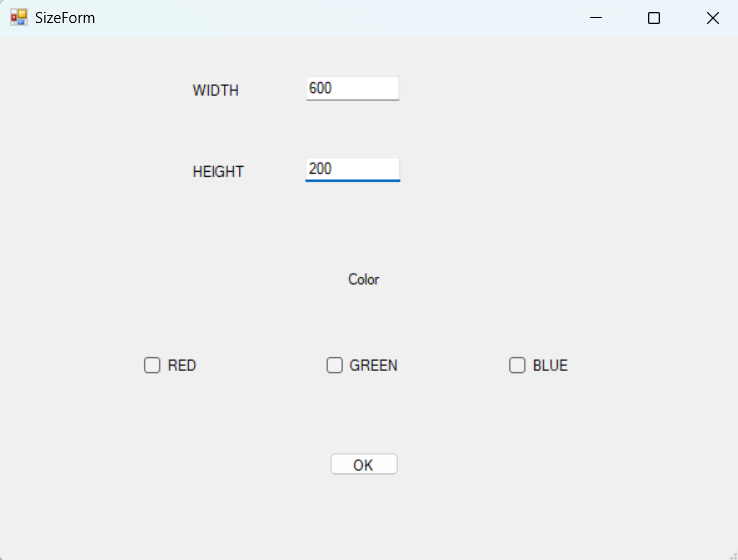 SizeForm
WIDTH 600
HEIGHT 200
Color
RED GREEN BLUE
OK